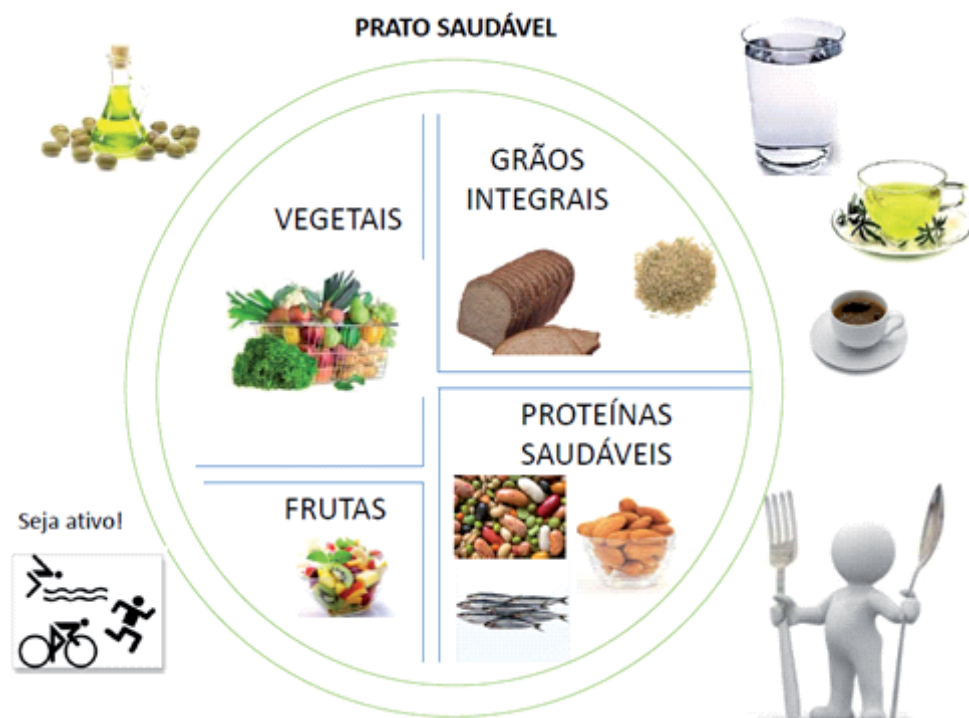 PRATO SAUDÁVEL
VEGETAIS
GRÃOS
INTEGRAIS
PROTEÍNAS
SAUDÁVEIS
FRUTAS
Seja ativo!